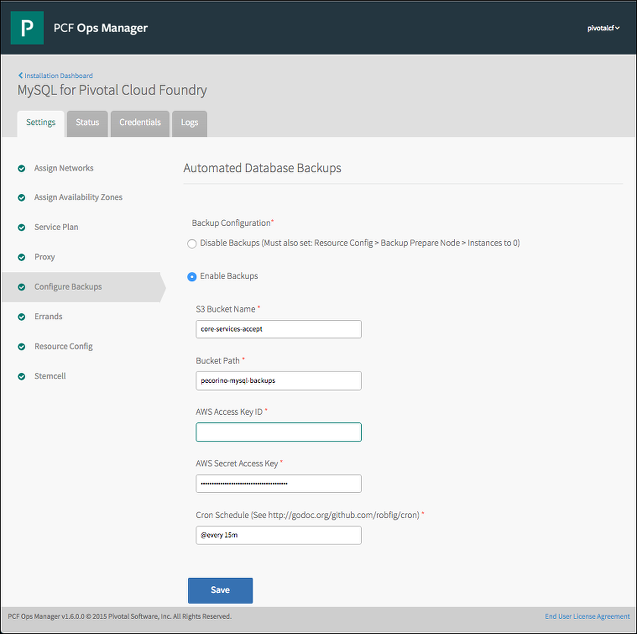 P PCF Ops Manager
pivotalcf
Installation Dashboard
MySQL for Pivotal Cloud Foundry
Settings Status Credentials Logs
Assign Networks
Assign Availability Zones
Service Plan
Proxy
Configure Backups
Errands
Resource Config
Stemcell
Automated Database Backups
Backup Configuration*
Disable Backups (Must also set: Resource Config > Backup Prepare Node > Instances to 0)
Enable Backups
S3 Bucket Name *
core-services-accept
Bucket Path *
pecorino-mysql-backups
AWS Access Key ID *
AWS Secret Access Key *
Cron Schedule (See http://godoc.org/github.com/robfig/cron) *
@every 15m
Save
PCF Ops Manager v1.6.0.0 © 2015 Pivotal Software, Inc. All Rights Reserved.
End User License Agreement